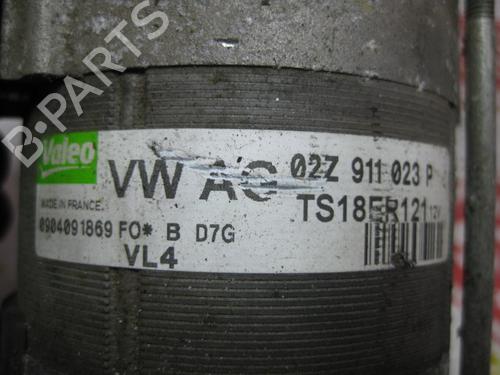 B-PARTS
Valeo
VW AG
02Z 911 023 P
MADE IN FRANCE
TS18ER121 12V
0904091869 FO* B D7G
VL4